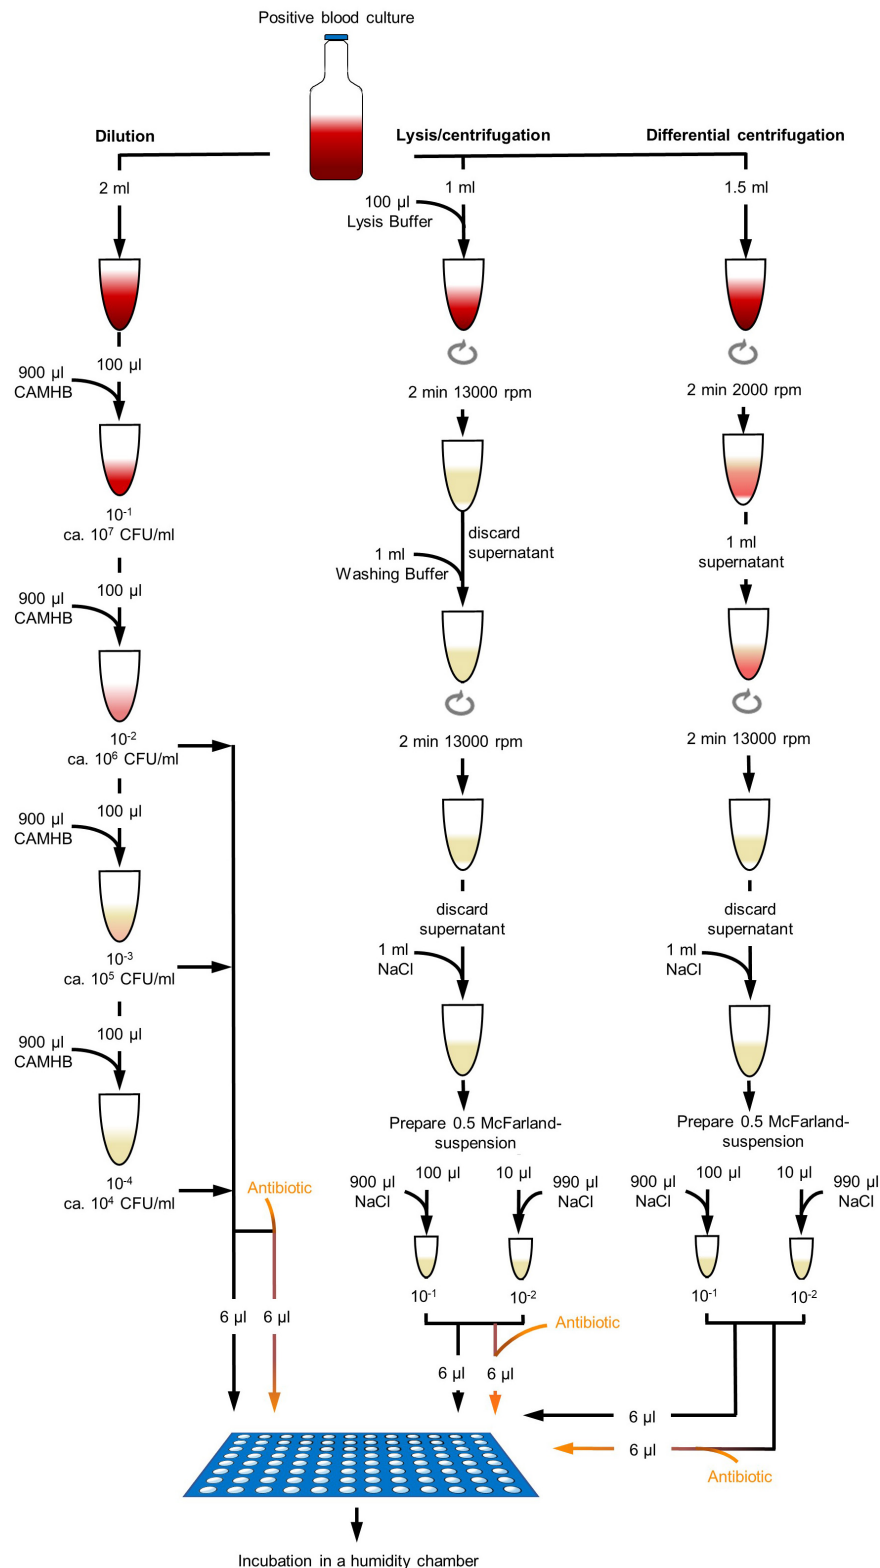 Positive blood culture
Dilution
2 ml
100 µl
900 µl
CAMHB
10-1
ca. 10⁷ CFU/ml
100 µl
900 µl
CAMHB
10-2
ca. 10⁶ CFU/ml
100 µl
900 µl
CAMHB
10-3
ca. 10⁵ CFU/ml
100 µl
900 µl
CAMHB
10-4
ca. 10⁴ CFU/ml
Antibiotic
6 µl
6 µl
Lysis/centrifugation
1 ml
100 µl
Lysis Buffer
2 min 13000 rpm
discard
supernatant
1 ml
Washing Buffer
2 min 13000 rpm
discard
supernatant
1 ml
NaCl
Prepare 0.5 McFarland-
suspension
900 µl
NaCl
100 µl
10 µl
990 µl
NaCl
10-1
10-2
Antibiotic
6 µl
6 µl
Differential centrifugation
1.5 ml
2 min 2000 rpm
1 ml
supernatant
2 min 13000 rpm
discard
supernatant
1 ml
NaCl
Prepare 0.5 McFarland-
suspension
900 µl
NaCl
100 µl
10 µl
990 µl
NaCl
10-1
10-2
6 µl
6 µl
Antibiotic
Incubation in a humidity chamber